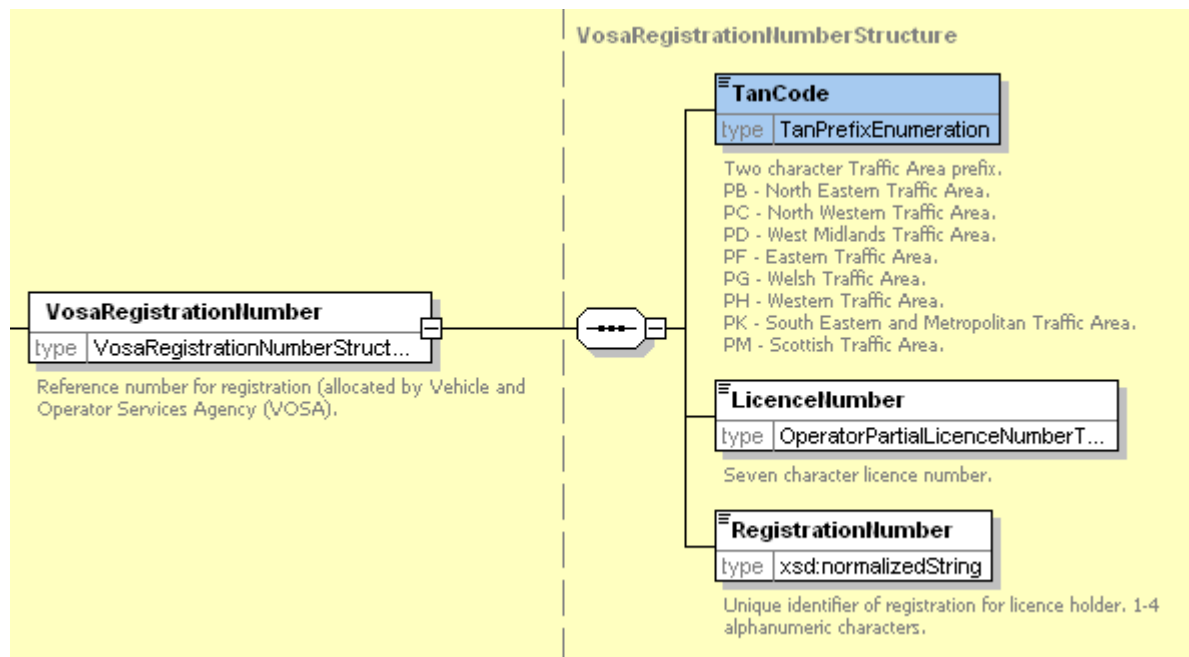 VosaRegistrationNumberStructure
TanCode
type TanPrefixEnumeration
Two character Traffic Area prefix.
PB - North Eastern Traffic Area.
PC - North Western Traffic Area.
PD - West Midlands Traffic Area.
PF - Eastern Traffic Area.
PG - Welsh Traffic Area.
PH - Western Traffic Area.
PK - South Eastern and Metropolitan Traffic Area.
PM - Scottish Traffic Area.
VosaRegistrationNumber
type VosaRegistrationNumberStruct...
Reference number for registration (allocated by Vehicle and
Operator Services Agency (VOSA).
LicenceNumber
type OperatorPartialLicenceNumberT...
Seven character licence number.
RegistrationNumber
type xsd:normalizedString
Unique identifier of registration for licence holder. 1-4
alphanumeric characters.